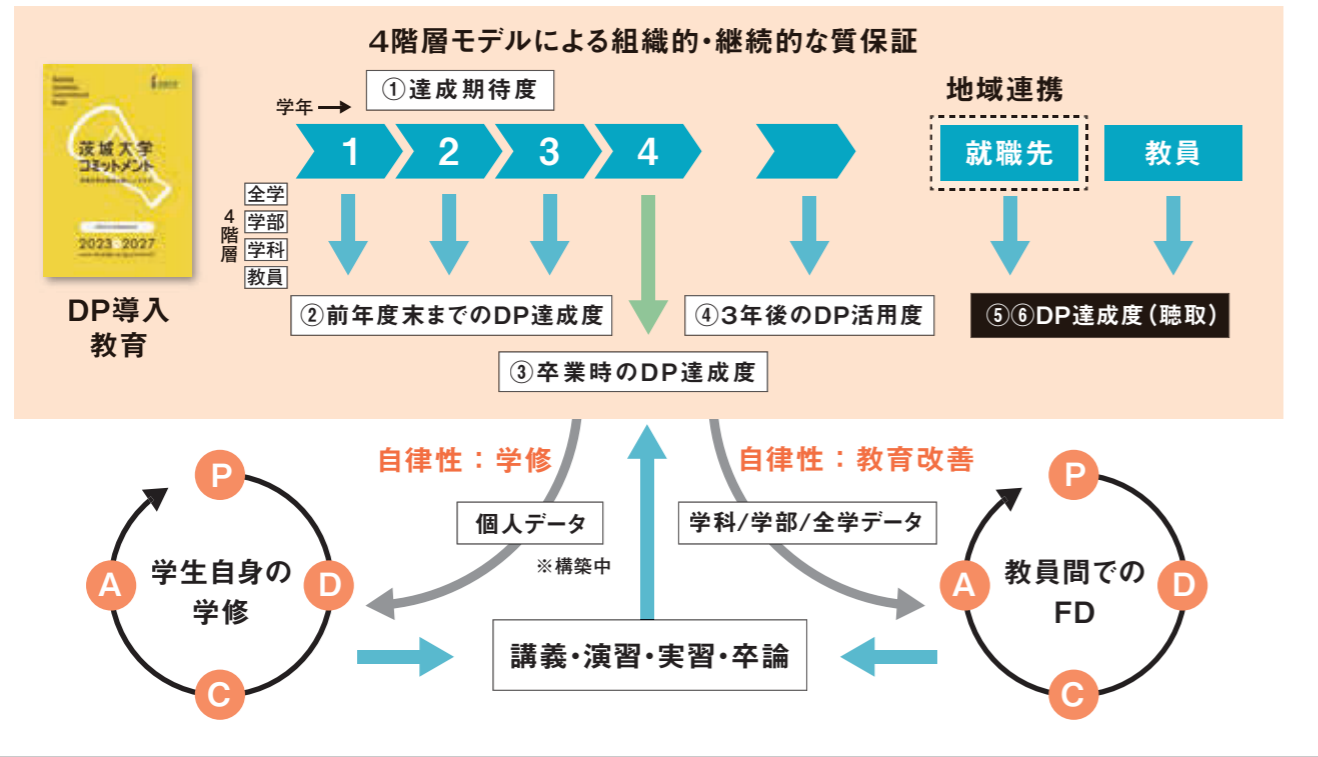 4階層モデルによる組織的・継続的な質保証
①達成期待度
学年
1
2
3
4
地域連携
就職先
教員
茨城大学
コミットメント
2023 2027
DP導入
教育
4階層
全学
学部
学科
教員
②前年度末までのDP達成度
④3年後のDP活用度
⑤⑥DP達成度(聴取)
③卒業時のDP達成度
自律性：学修
自律性：教育改善
個人データ
※構築中
学科/学部/全学データ
P
D
C
A
学生自身の
学修
講義・演習・実習・卒論
P
D
C
A
教員間での
FD